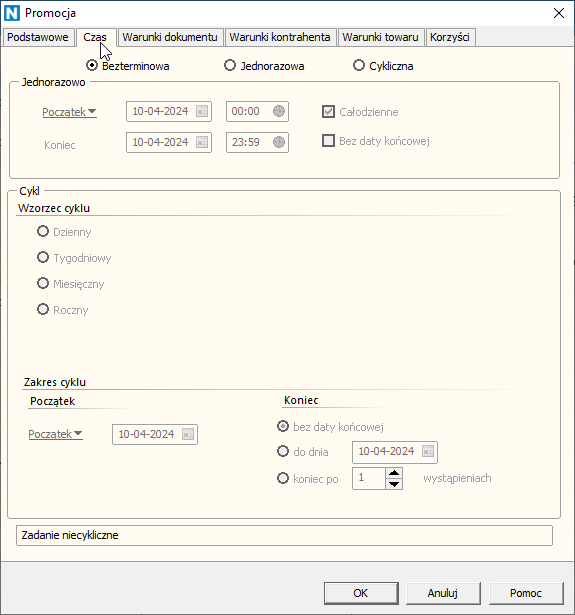 N Promocja
Podstawowe Czas Warunki dokumentu Warunki kontrahenta Warunki towaru Korzyści
Bezterminowa Jednorazowa Cykliczna
Jednorazowo
Początek 10-04-2024 00:00 Całodzienne
Koniec 10-04-2024 23:59 Bez daty końcowej
Cykl
Wzorzec cyklu
Dzienny
Tygodniowy
Miesięczny
Roczny
Zakres cyklu
Początek Koniec
bez daty końcowej
Początek 10-04-2024
do dnia 10-04-2024
koniec po 1 wystąpieniach
Zadanie niecykliczne
OK Anuluj Pomoc